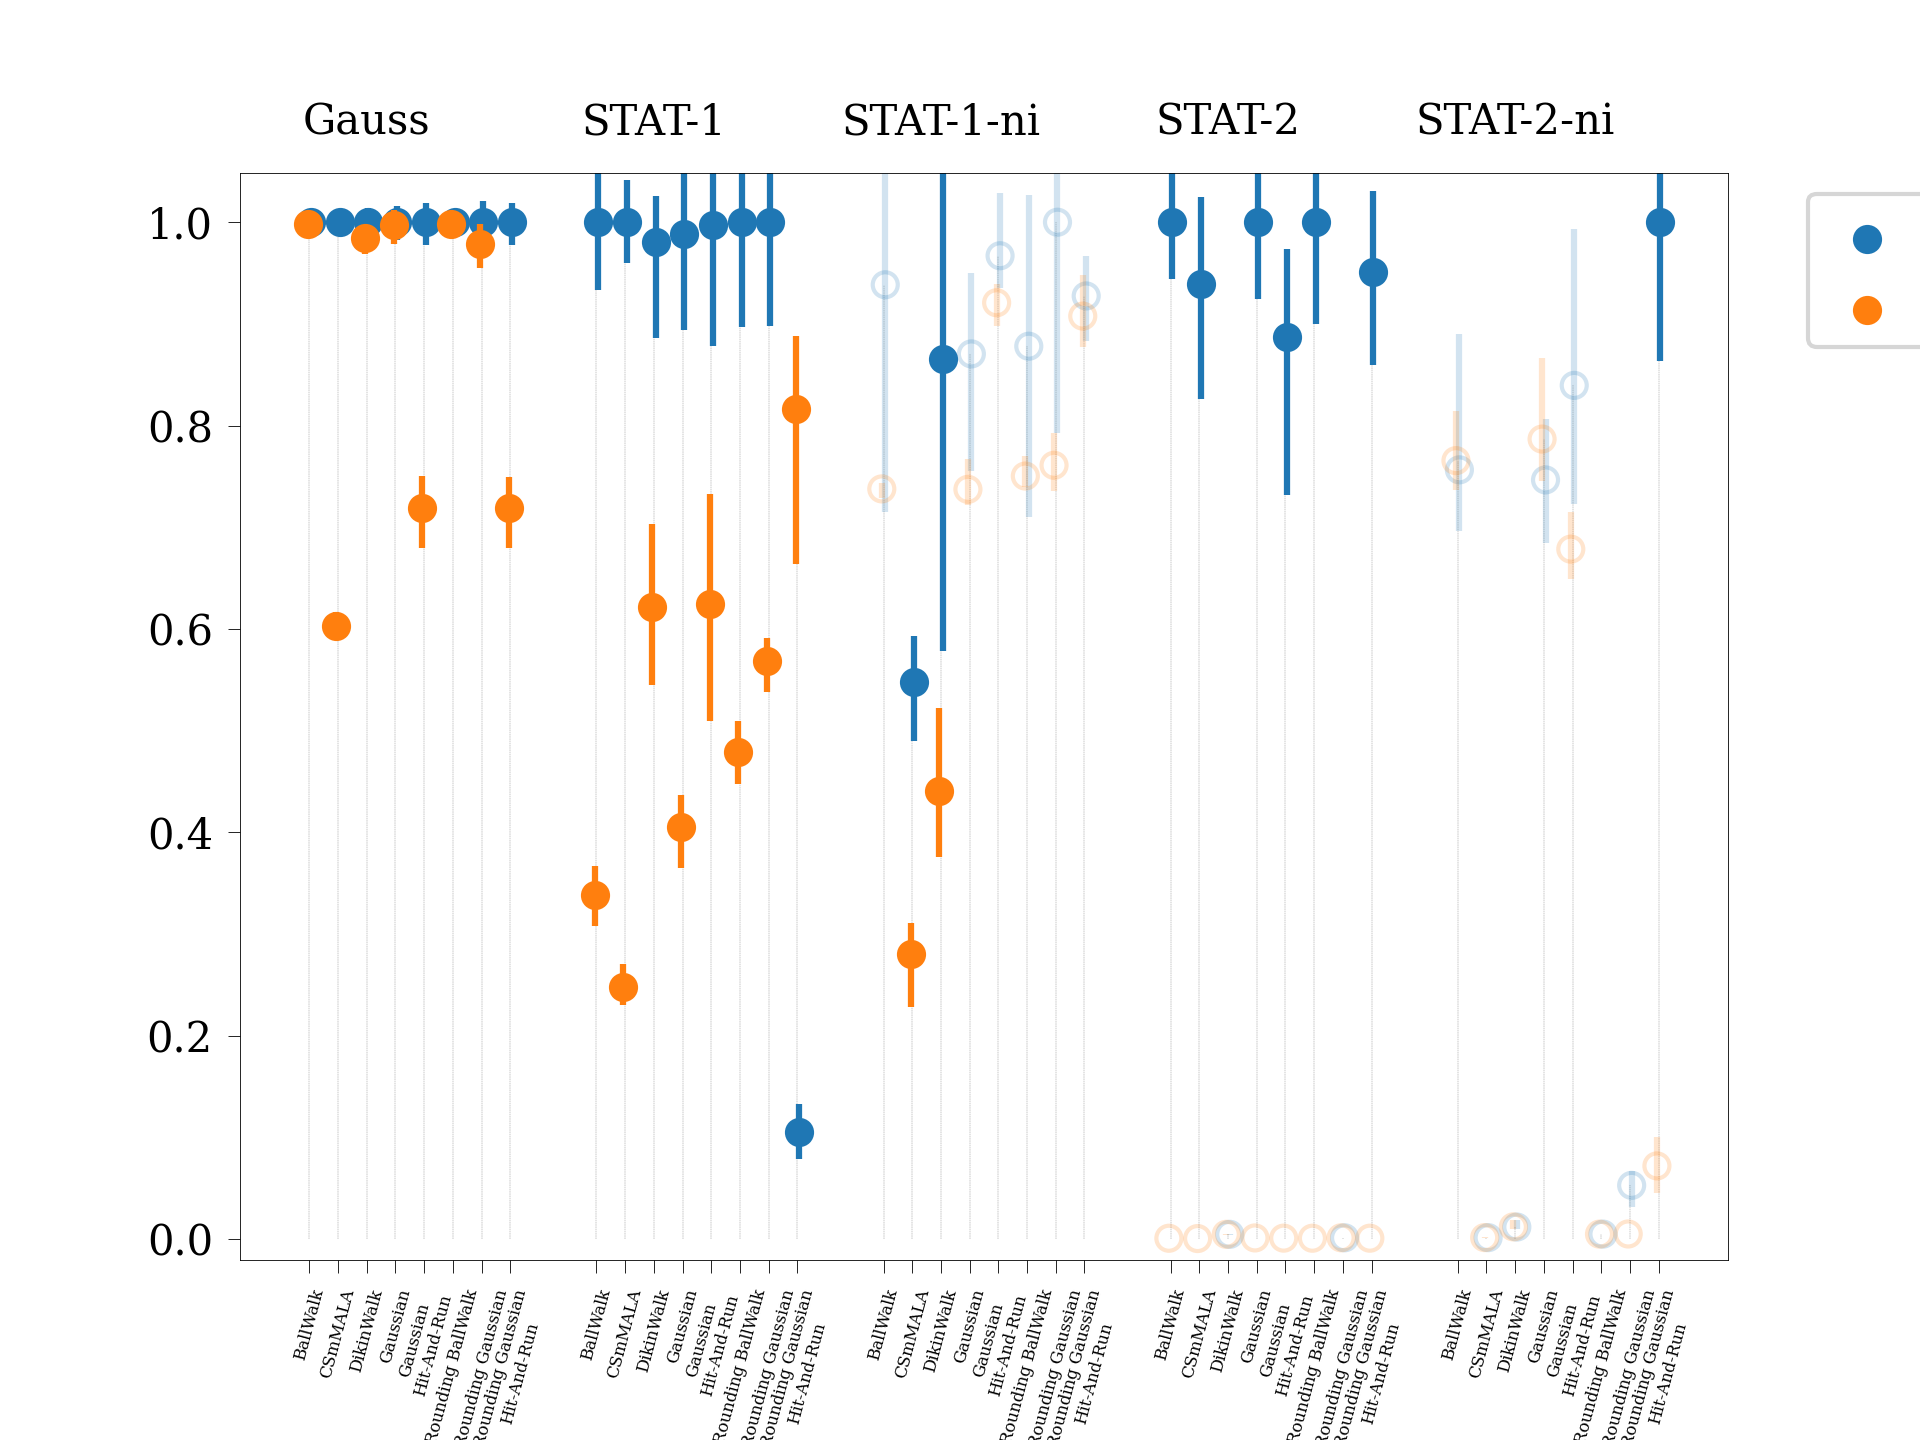 Gauss STAT-1 STAT-1-ni STAT-2 STAT-2-ni
1.0
0.8
0.6
0.4
0.2
0.0
BallWalk
CSmMALA
DikinWalk
Gaussian
Gaussian
Hit-And-Run
Rounding BallWalk
Rounding Gaussian
Rounding Gaussian
Hit-And-Run
BallWalk
CSmMALA
DikinWalk
Gaussian
Gaussian
Hit-And-Run
Rounding BallWalk
Rounding Gaussian
Rounding Gaussian
Hit-And-Run
BallWalk
CSmMALA
DikinWalk
Gaussian
Gaussian
Hit-And-Run
Rounding BallWalk
Rounding Gaussian
Rounding Gaussian
Hit-And-Run
BallWalk
CSmMALA
DikinWalk
Gaussian
Gaussian
Hit-And-Run
Rounding BallWalk
Rounding Gaussian
Rounding Gaussian
Hit-And-Run
BallWalk
CSmMALA
DikinWalk
Gaussian
Gaussian
Hit-And-Run
Rounding BallWalk
Rounding Gaussian
Rounding Gaussian
Hit-And-Run